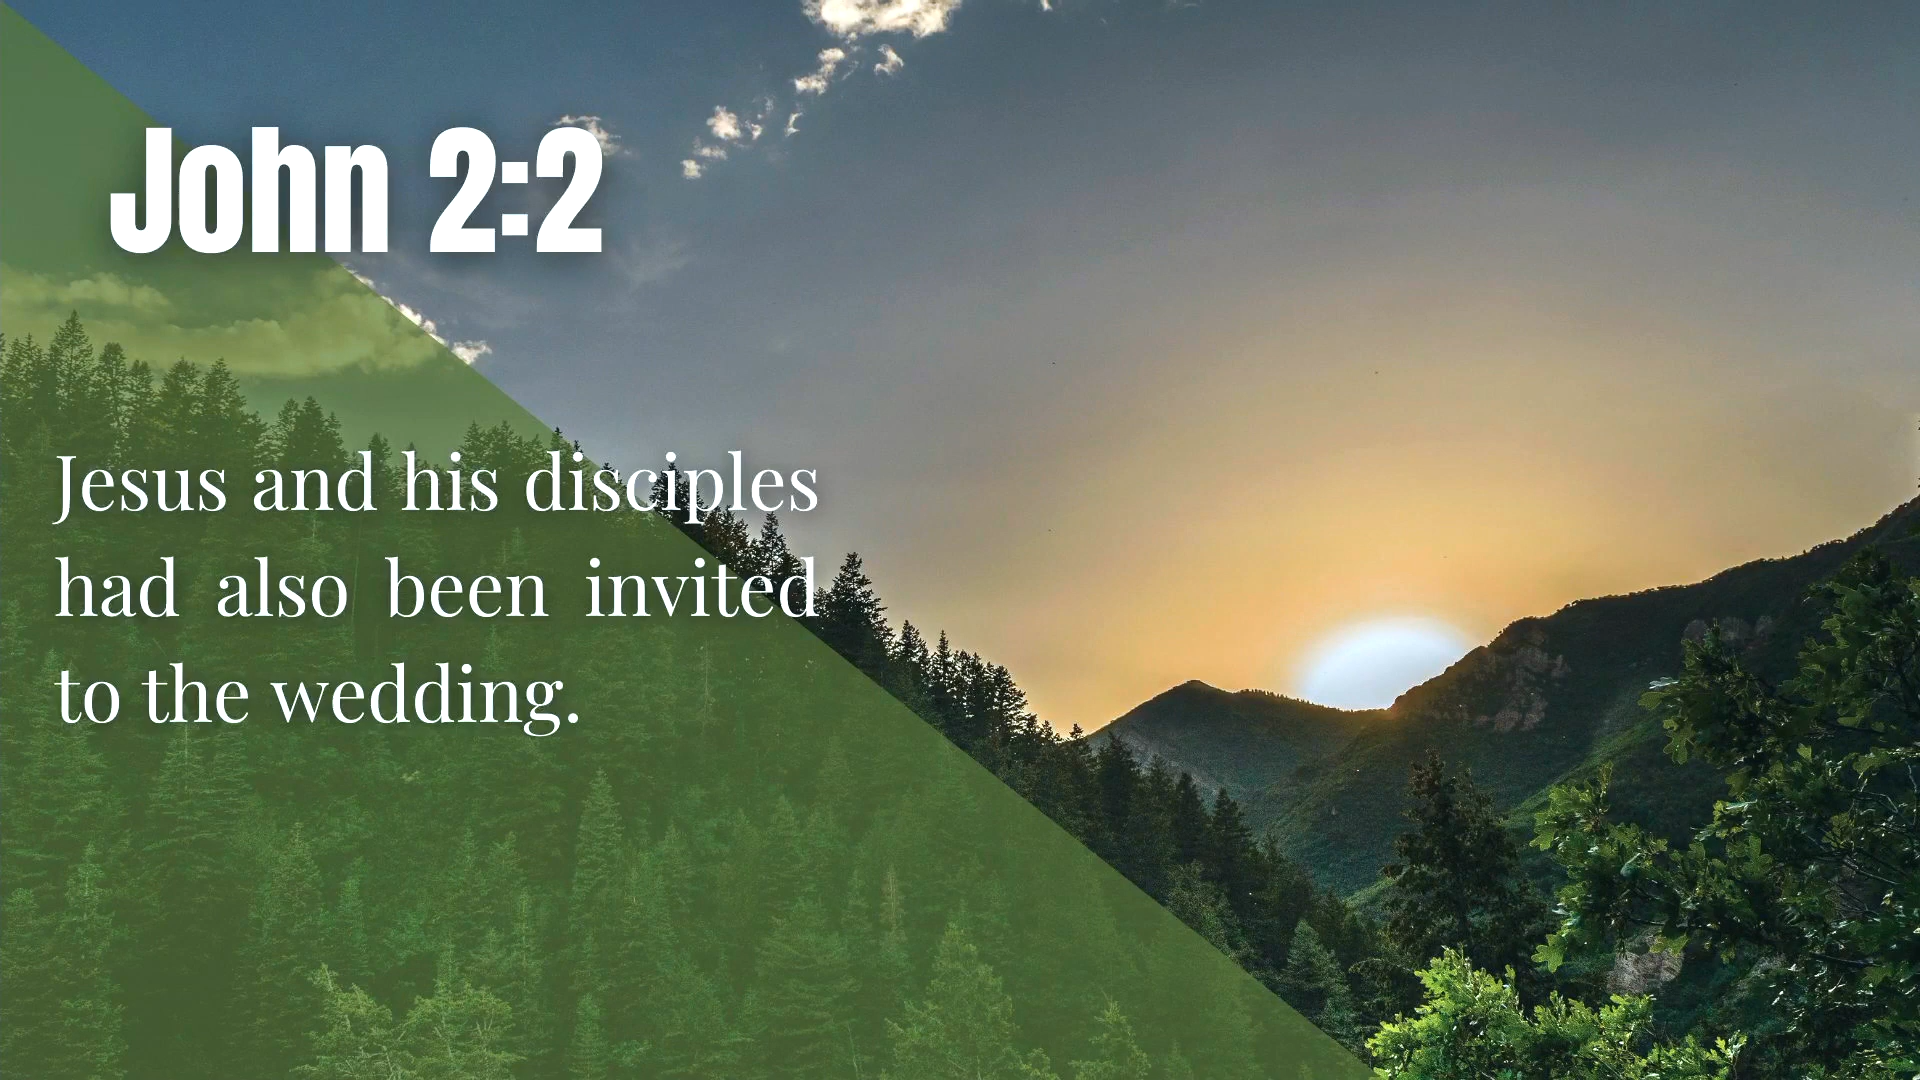 John 2:2
Jesus and his disciples
had also been invited
to the wedding.